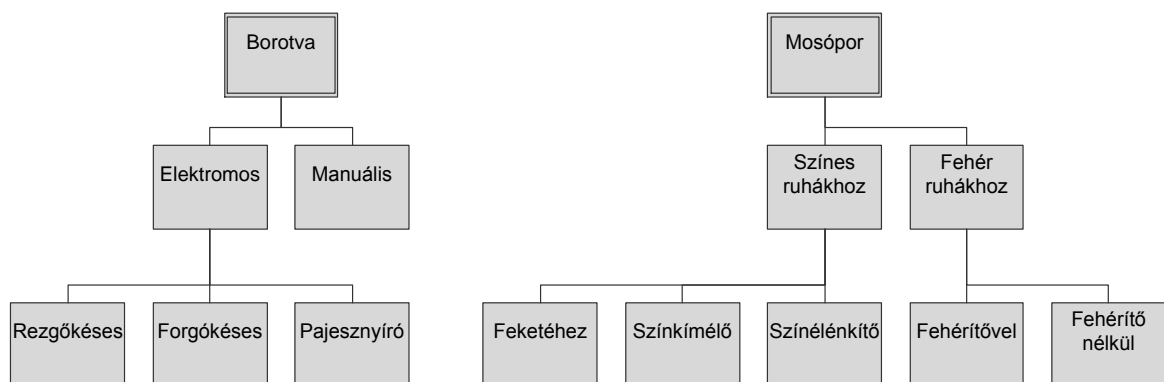 Borotva
Mosópor
Elektromos
Manuális
Színes
ruhákhoz
Fehér
ruhákhoz
Rezgőkéses
Forgókéses
Pajesznyíró
Feketéhez
Színkímélő
Színélénkítő
Fehérítővel
Fehérítő
nélkül